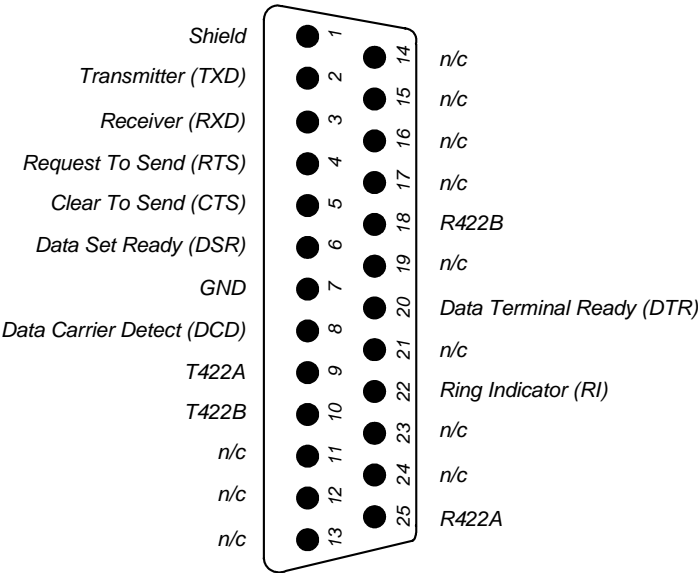 Shield 1
Transmitter (TXD) 2
Receiver (RXD) 3
Request To Send (RTS) 4
Clear To Send (CTS) 5
Data Set Ready (DSR) 6
GND 7
Data Carrier Detect (DCD) 8
T422A 9
T422B 10
n/c 11
n/c 12
n/c 13
14 n/c
15 n/c
16 n/c
17 n/c
18 R422B
19 n/c
20 Data Terminal Ready (DTR)
21 n/c
22 Ring Indicator (RI)
23 n/c
24 n/c
25 R422A